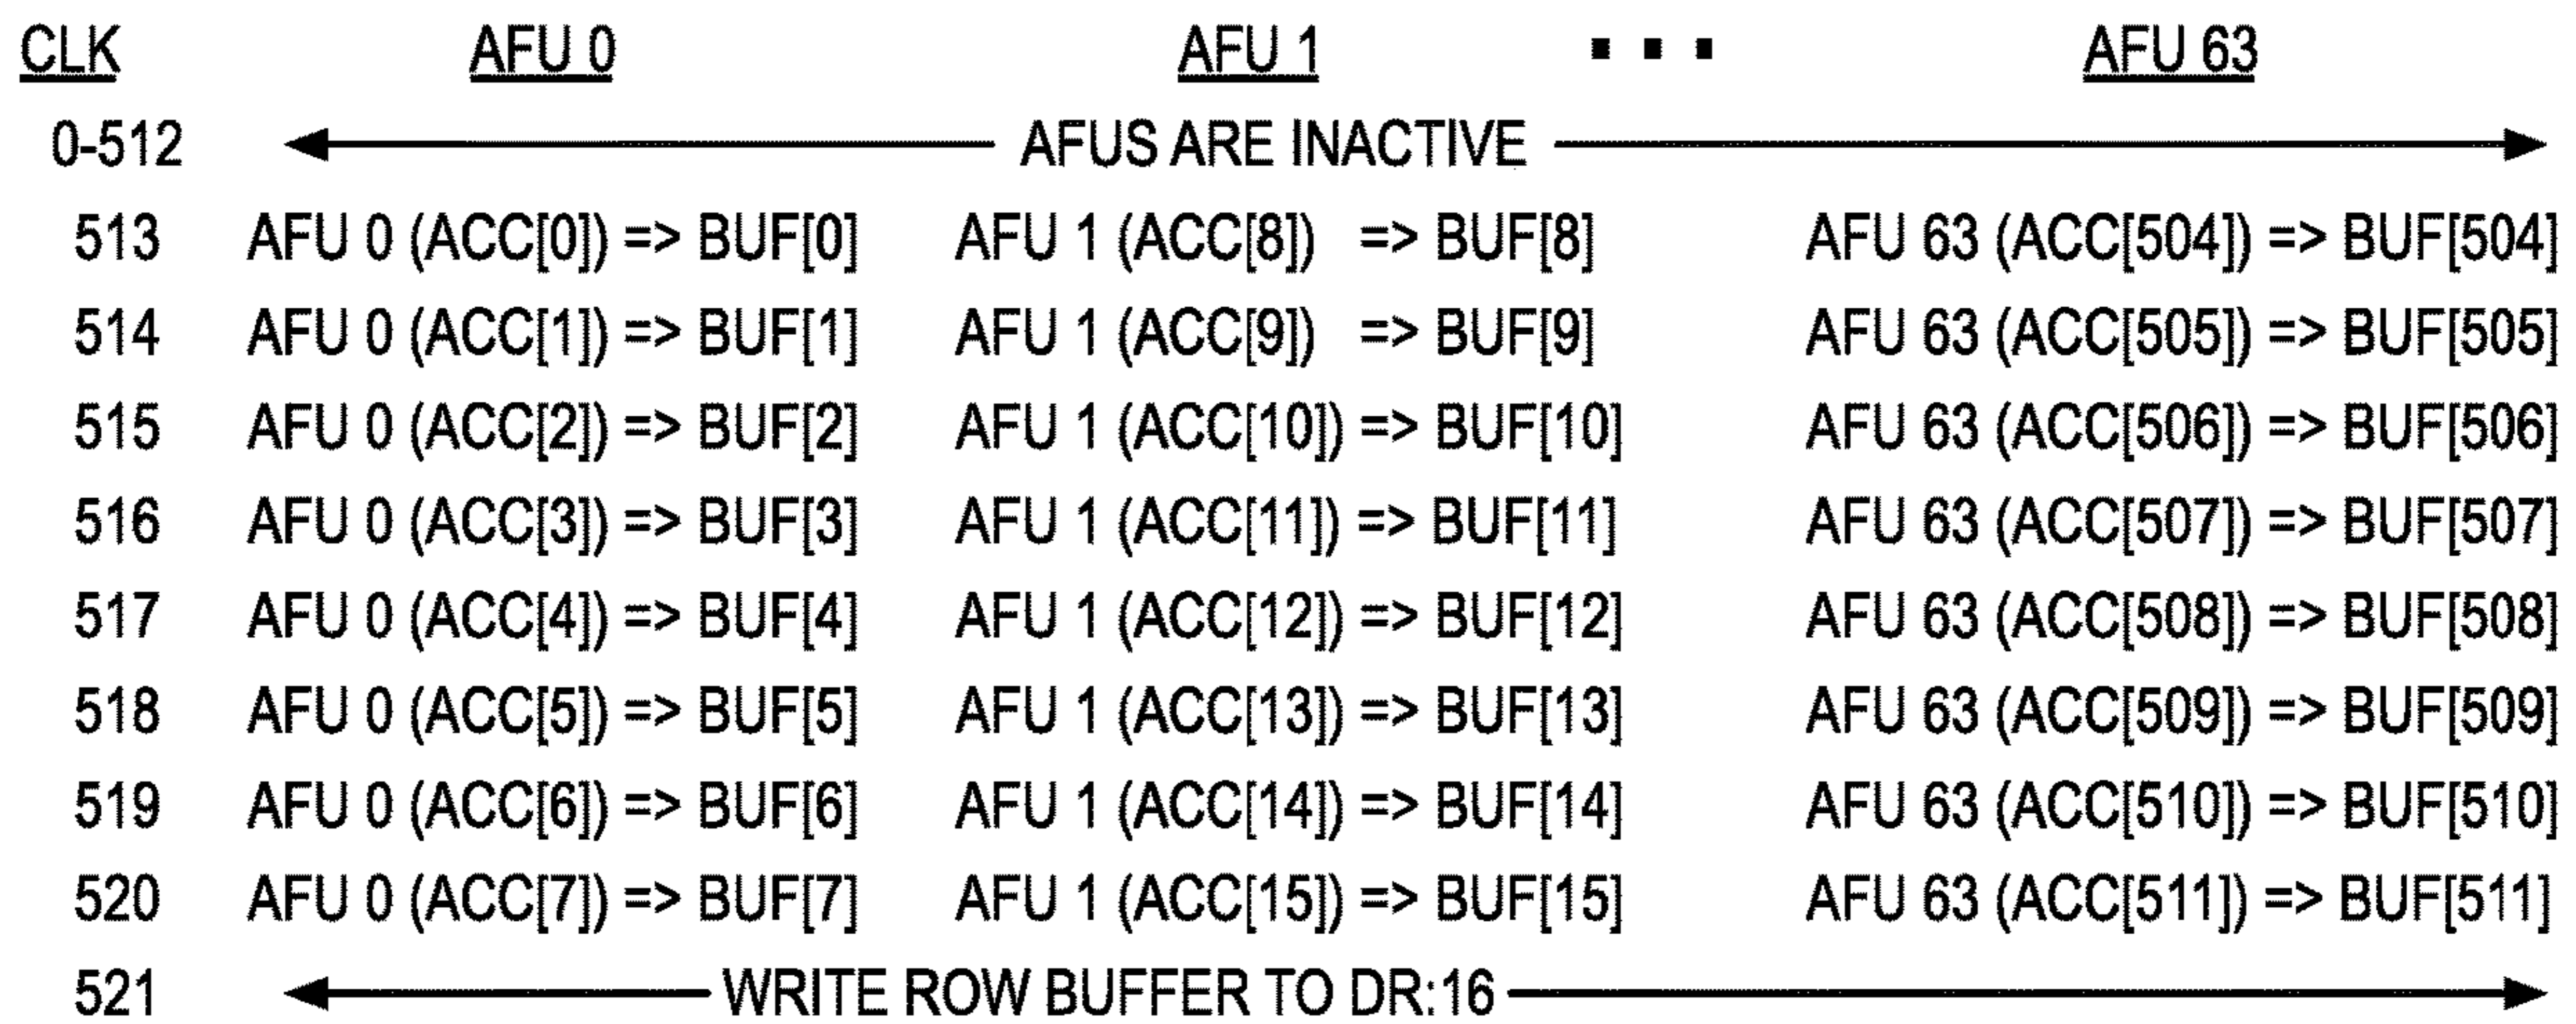 CLK AFU 0 AFU 1 ... AFU 63
0-512 AFUS ARE INACTIVE
513 AFU 0 (ACC[0]) => BUF[0] AFU 1 (ACC[8]) => BUF[8] AFU 63 (ACC[504]) => BUF[504]
514 AFU 0 (ACC[1]) => BUF[1] AFU 1 (ACC[9]) => BUF[9] AFU 63 (ACC[505]) => BUF[505]
515 AFU 0 (ACC[2]) => BUF[2] AFU 1 (ACC[10]) => BUF[10] AFU 63 (ACC[506]) => BUF[506]
516 AFU 0 (ACC[3]) => BUF[3] AFU 1 (ACC[11]) => BUF[11] AFU 63 (ACC[507]) => BUF[507]
517 AFU 0 (ACC[4]) => BUF[4] AFU 1 (ACC[12]) => BUF[12] AFU 63 (ACC[508]) => BUF[508]
518 AFU 0 (ACC[5]) => BUF[5] AFU 1 (ACC[13]) => BUF[13] AFU 63 (ACC[509]) => BUF[509]
519 AFU 0 (ACC[6]) => BUF[6] AFU 1 (ACC[14]) => BUF[14] AFU 63 (ACC[510]) => BUF[510]
520 AFU 0 (ACC[7]) => BUF[7] AFU 1 (ACC[15]) => BUF[15] AFU 63 (ACC[511]) => BUF[511]
521 WRITE ROW BUFFER TO DR:16